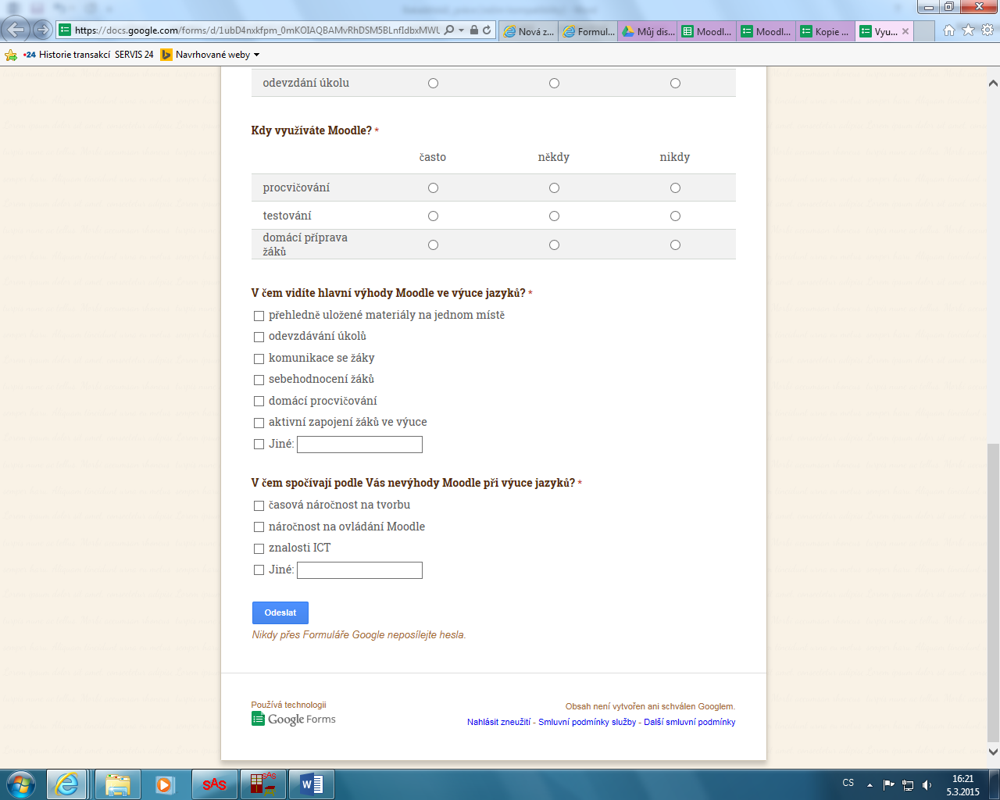 https://docs.google.com/forms/d/1ubD4nxkfpm_0mKOIAQBAMvRhDSM5BLnfIdbxMWU
Nová z...
Formul...
Můj dis...
Moodl...
Moodl...
Kopie ...
Vyu...
Historie transakcí SERVIS 24
Navrhované weby
odevzdání úkolu
Kdy využíváte Moodle? *
často někdy nikdy
procvičování
testování
domácí příprava
žáků
V čem vidíte hlavní výhody Moodle ve výuce jazyků? *
přehledně uložené materiály na jednom místě
odevzdávání úkolů
komunikace se žáky
sebehodnocení žáků
domácí procvičování
aktivní zapojení žáků ve výuce
Jiné:
V čem spočívají podle Vás nevýhody Moodle při výuce jazyků? *
časová náročnost na tvorbu
náročnost na ovládání Moodle
znalosti ICT
Jiné:
Odeslat
Nikdy přes Formuláře Google neposílejte hesla.
Používá technologii
Google Forms
Obsah není vytvořen ani schválen Googlem.
Nahlásit zneužití - Smluvní podmínky služby - Další smluvní podmínky
sAs
sAs
W
CS
16:21
5.3.2015